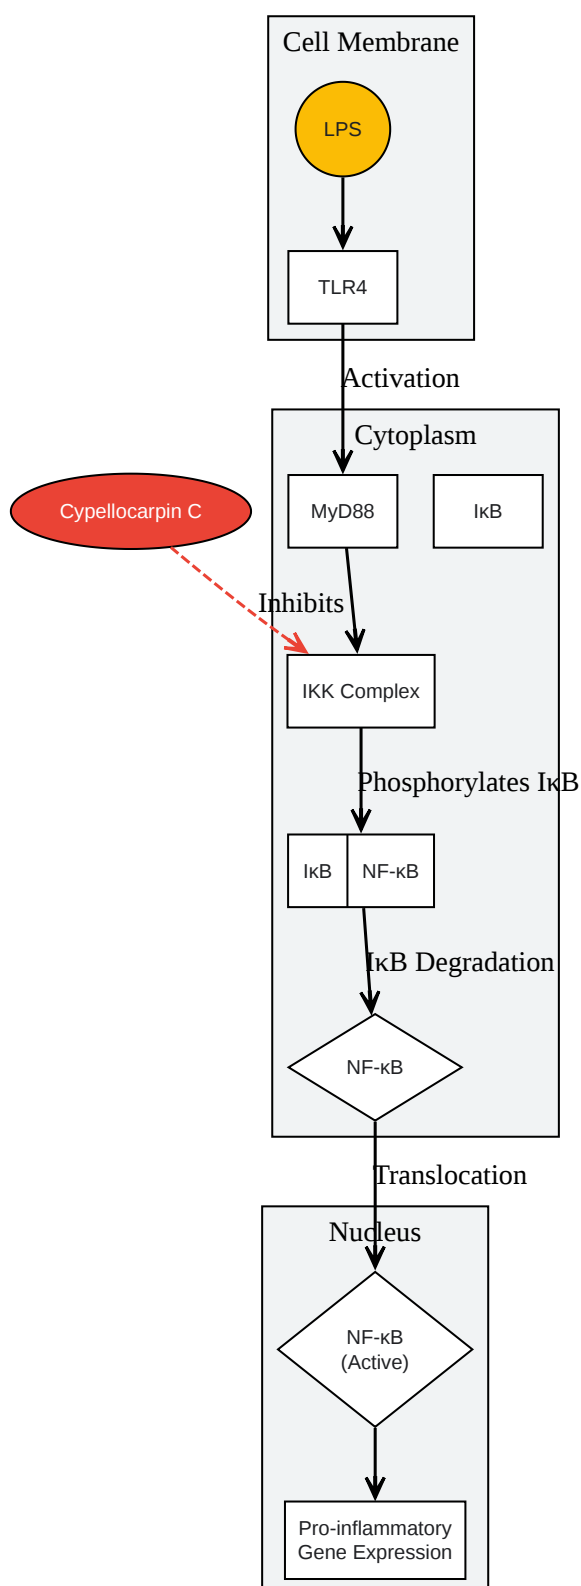 Cell Membrane
LPS
TLR4
Activation
Cytoplasm
Cypellocarpin C
MyD88
IκB
Inhibits
IKK Complex
Phosphorylates IκB
IκB
NF-κB
IκB Degradation
NF-κB
Translocation
Nucleus
NF-κB
(Active)
Pro-inflammatory
Gene Expression